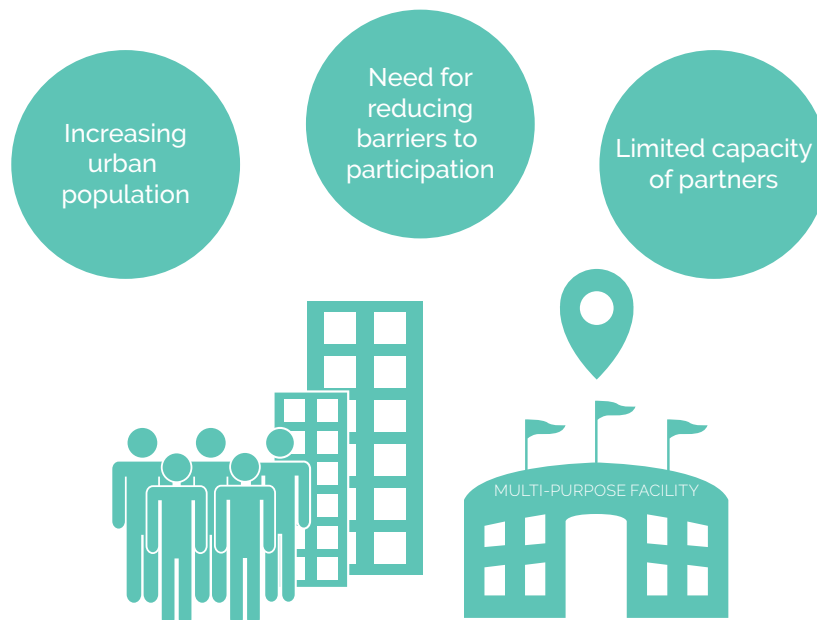 Increasing
urban
population
Need for
reducing
barriers to
participation
Limited capacity
of partners
MULTI-PURPOSE FACILITY